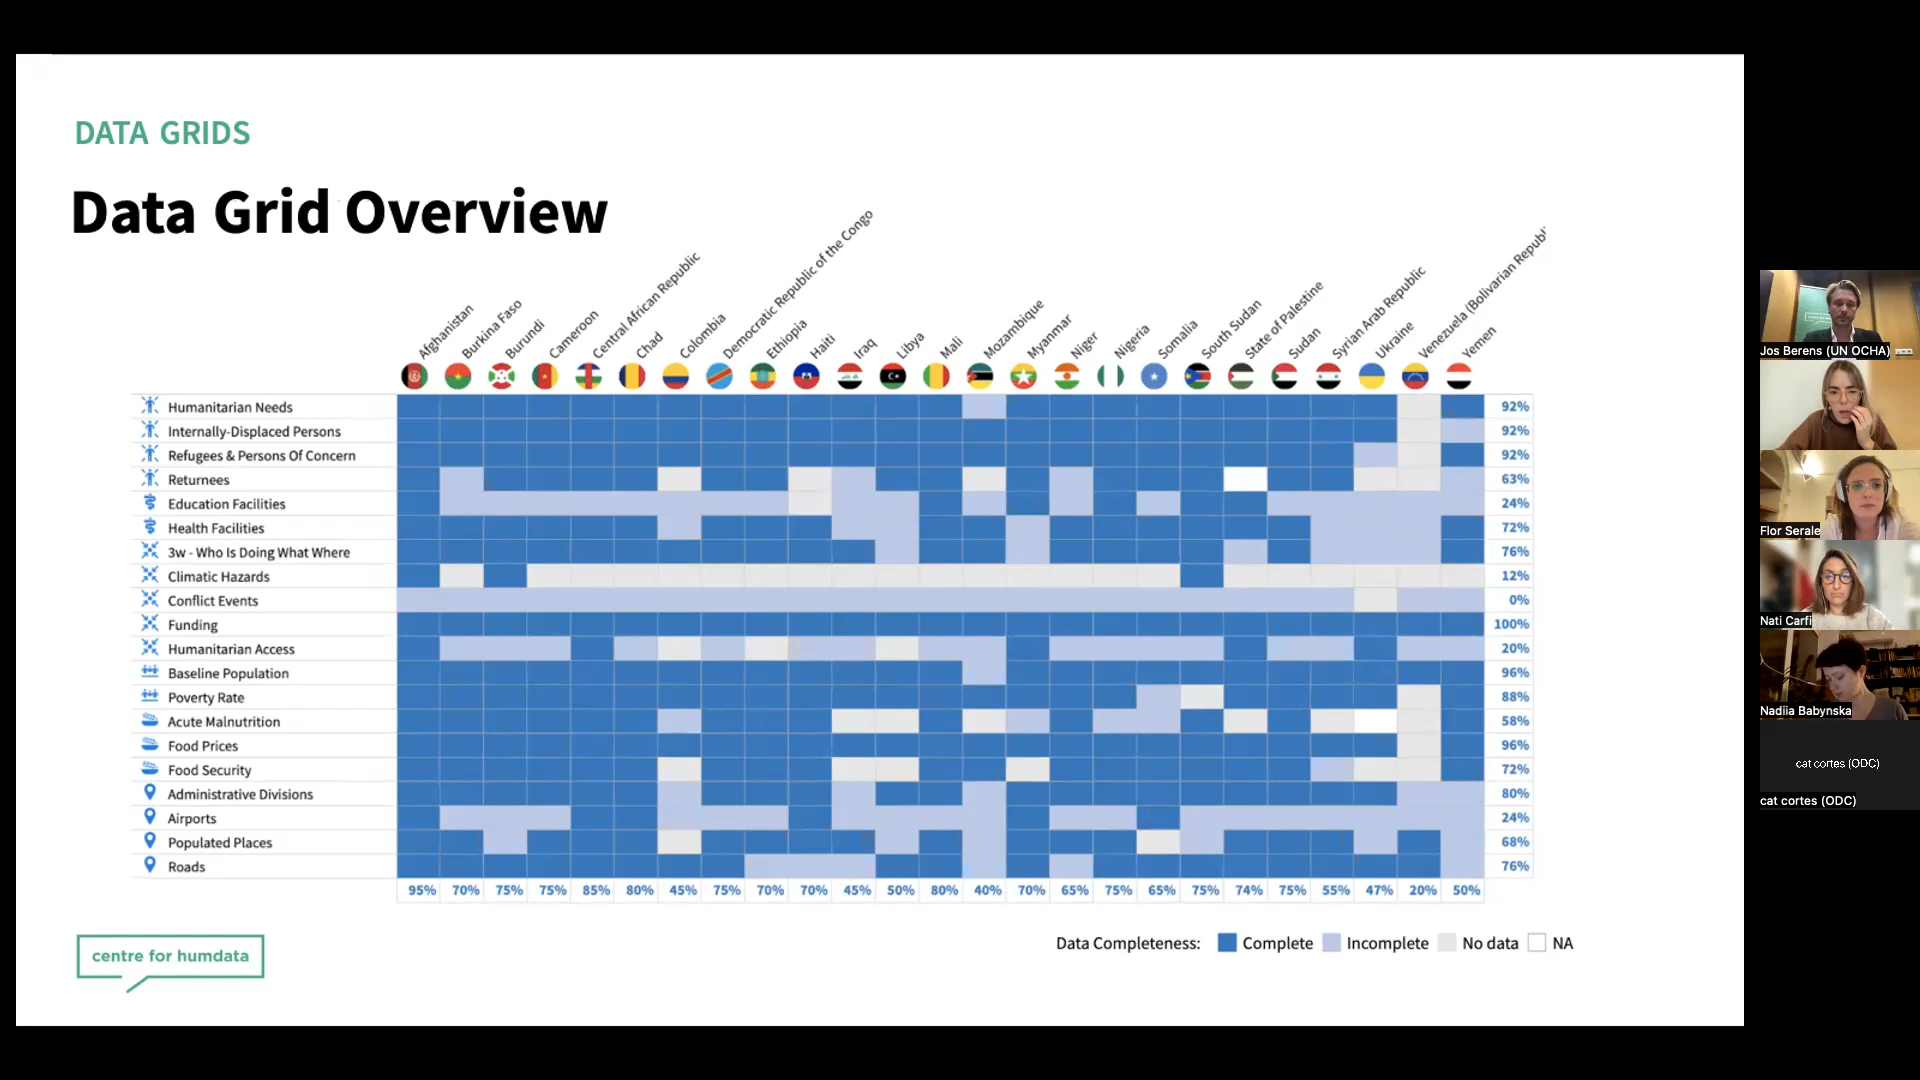 DATA GRIDS
Data Grid Overview
Afghanistan
Burkina Faso
Burundi
Cameroon
Central African Republic
Chad
Colombia
Democratic Republic of the Congo
Ethiopia
Haiti
Iraq
Libya
Mali
Mozambique
Myanmar
Niger
Nigeria
Somalia
South Sudan
State of Palestine
Sudan
Syrian Arab Republic
Ukraine
Venezuela (Bolivarian Republ
Yemen
Humanitarian Needs 92%
Internally-Displaced Persons 92%
Refugees & Persons Of Concern 92%
Returnees 63%
Education Facilities 24%
Health Facilities 72%
3w - Who Is Doing What Where 76%
Climatic Hazards 12%
Conflict Events 0%
Funding 100%
Humanitarian Access 20%
Baseline Population 96%
Poverty Rate 88%
Acute Malnutrition 58%
Food Prices 96%
Food Security 72%
Administrative Divisions 80%
Airports 24%
Populated Places 68%
Roads 76%
95% 70% 75% 75% 85% 80% 45% 75% 70% 70% 45% 50% 80% 40% 70% 65% 75% 65% 75% 74% 75% 55% 47% 20% 50%
Data Completeness: Complete Incomplete No data NA
centre for humdata
Jos Berens (UN OCHA)
Flor Serale
Nati Carfi
Nadiia Babynska
cat cortes (ODC)
cat cortes (ODC)